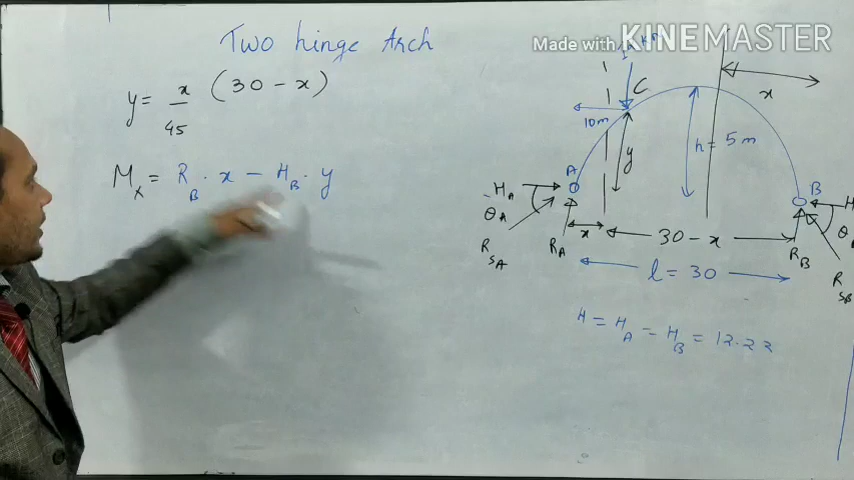 Two hinge Arch
Made with KINEMASTER
y = x/45 (30 - x)
M_x = R_B · x - H_B · y
C
x
10m
y
h = 5m
A
B
H_A
H
θ_A
θ
R_SA
R_A
x
30 - x
R_B
R_SB
l = 30
H = H_A - H_B = 12.22